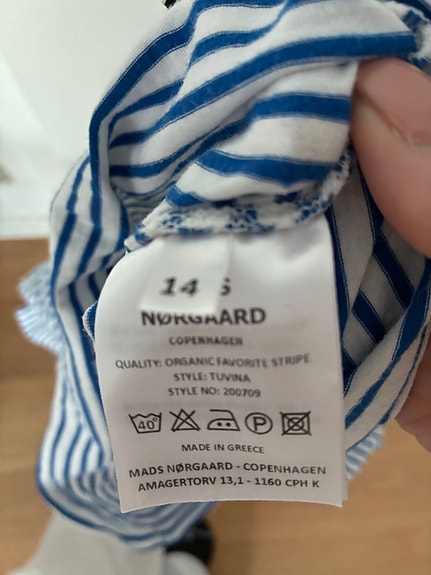 14 S
NØRGAARD
COPENHAGEN
QUALITY: ORGANIC FAVORITE STRIPE
STYLE: TUVINA
STYLE NO: 200709
40°
P
MADE IN GREECE
MADS NØRGAARD - COPENHAGEN
AMAGERTORV 13,1 - 1160 CPH K